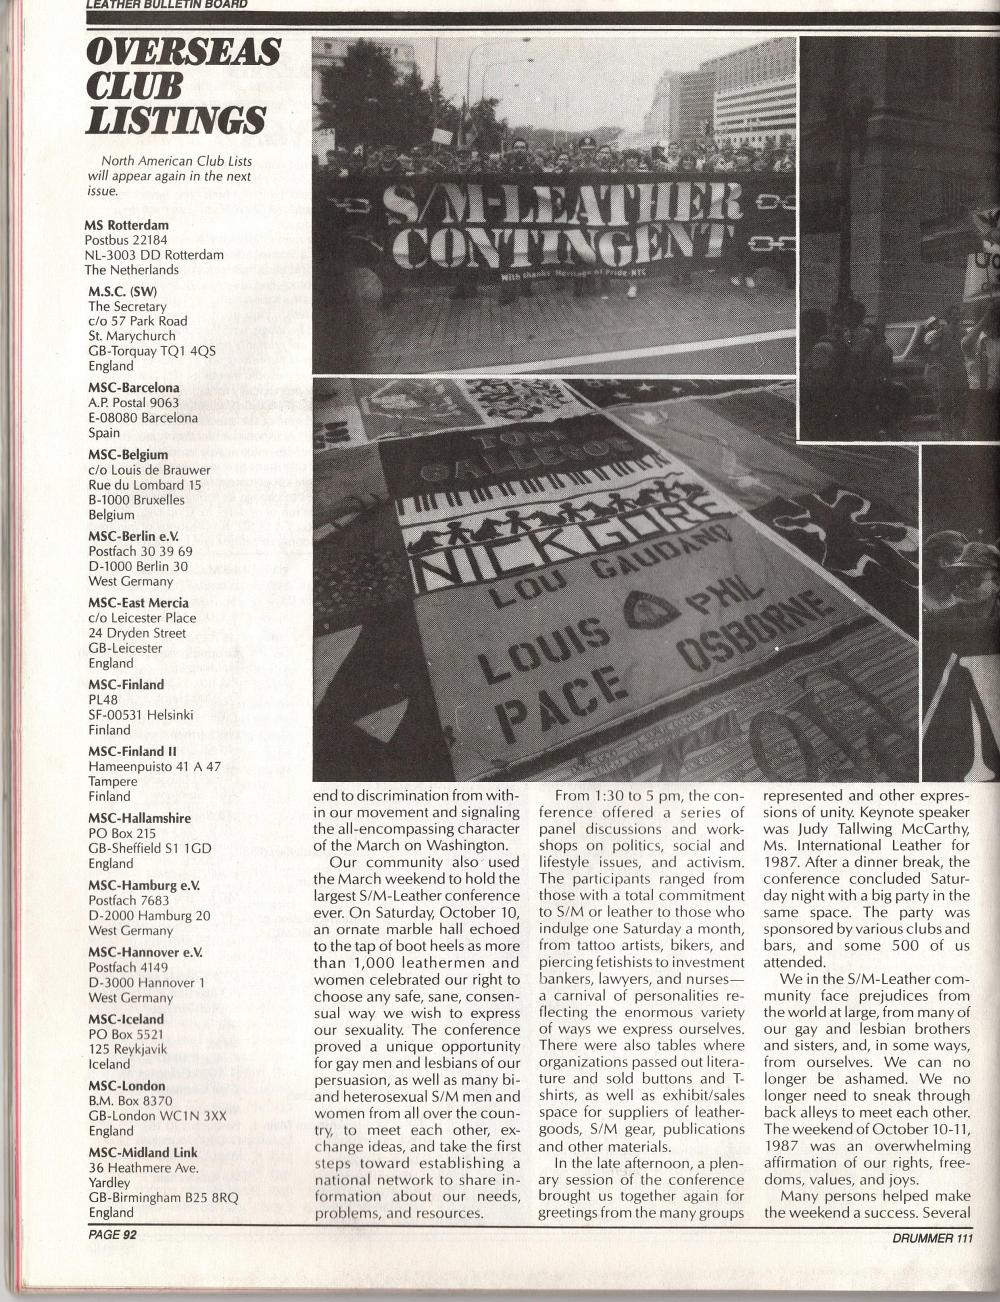 LEATHER BULLETIN BOARD
OVERSEAS
CLUB
LISTINGS
North American Club Lists
will appear again in the next
issue.
MS Rotterdam
Postbus 22184
NL-3003 DD Rotterdam
The Netherlands
M.S.C. (SW)
The Secretary
c/o 57 Park Road
St. Marychurch
GB-Torquay TQ1 4QS
England
MSC-Barcelona
A.P. Postal 9063
E-08080 Barcelona
Spain
MSC-Belgium
c/o Louis de Brauwer
Rue du Lombard 15
B-1000 Bruxelles
Belgium
MSC-Berlin e.V.
Postfach 30 39 69
D-1000 Berlin 30
West Germany
MSC-East Mercia
c/o Leicester Place
24 Dryden Street
GB-Leicester
England
MSC-Finland
PL48
SF-00531 Helsinki
Finland
MSC-Finland II
Hameenpuisto 41 A 47
Tampere
Finland
MSC-Hallamshire
PO Box 215
GB-Sheffield S1 1GD
England
MSC-Hamburg e.V.
Postfach 7683
D-2000 Hamburg 20
West Germany
MSC-Hannover e.V.
Postfach 4149
D-3000 Hannover 1
West Germany
MSC-Iceland
PO Box 5521
125 Reykjavik
Iceland
MSC-London
B.M. Box 8370
GB-London WC1N 3XX
England
MSC-Midland Link
36 Heathmere Ave.
Yardley
GB-Birmingham B25 8RQ
England
S/M-LEATHER
CONTINGENT
With thanks Heritage of Pride-NYC
TOM
NICK GORE
LOU GAUDANO
LOUIS PHIL
PACE OSBORNE
end to discrimination from with-
in our movement and signaling
the all-encompassing character
of the March on Washington.
Our community also used
the March weekend to hold the
largest S/M-Leather conference
ever. On Saturday, October 10,
an ornate marble hall echoed
to the tap of boot heels as more
than 1,000 leathermen and
women celebrated our right to
choose any safe, sane, consen-
sual way we wish to express
our sexuality. The conference
proved a unique opportunity
for gay men and lesbians of our
persuasion, as well as many bi-
and heterosexual S/M men and
women from all over the coun-
try, to meet each other, ex-
change ideas, and take the first
steps toward establishing a
national network to share in-
formation about our needs,
problems, and resources.
From 1:30 to 5 pm, the con-
ference offered a series of
panel discussions and work-
shops on politics, social and
lifestyle issues, and activism.
The participants ranged from
those with a total commitment
to S/M or leather to those who
indulge one Saturday a month,
from tattoo artists, bikers, and
piercing fetishists to investment
bankers, lawyers, and nurses—
a carnival of personalities re-
flecting the enormous variety
of ways we express ourselves.
There were also tables where
organizations passed out litera-
ture and sold buttons and T-
shirts, as well as exhibit/sales
space for suppliers of leather-
goods, S/M gear, publications
and other materials.
In the late afternoon, a plen-
ary session of the conference
brought us together again for
greetings from the many groups
represented and other expres-
sions of unity. Keynote speaker
was Judy Tallwing McCarthy,
Ms. International Leather for
1987. After a dinner break, the
conference concluded Satur-
day night with a big party in the
same space. The party was
sponsored by various clubs and
bars, and some 500 of us
attended.
We in the S/M-Leather com-
munity face prejudices from
the world at large, from many of
our gay and lesbian brothers
and sisters, and, in some ways,
from ourselves. We can no
longer be ashamed. We no
longer need to sneak through
back alleys to meet each other.
The weekend of October 10-11,
1987 was an overwhelming
affirmation of our rights, free-
doms, values, and joys.
Many persons helped make
the weekend a success. Several
PAGE 92
DRUMMER 111